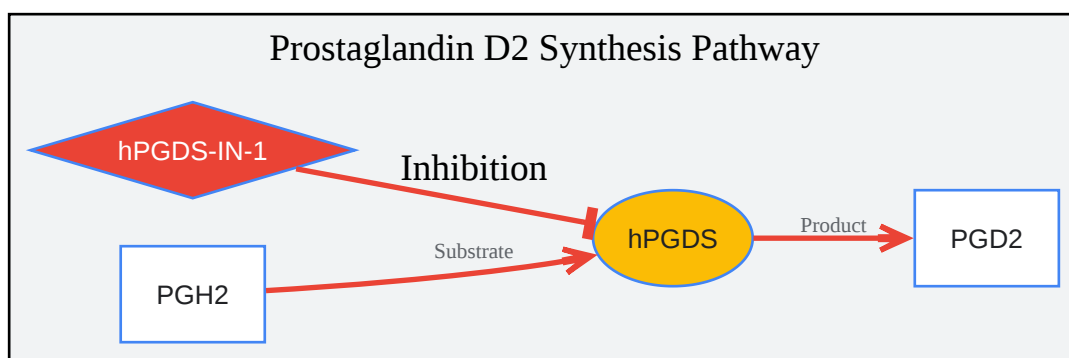 Prostaglandin D2 Synthesis Pathway
hPGDS-IN-1
Inhibition
Substrate
hPGDS
Product
PGD2
PGH2